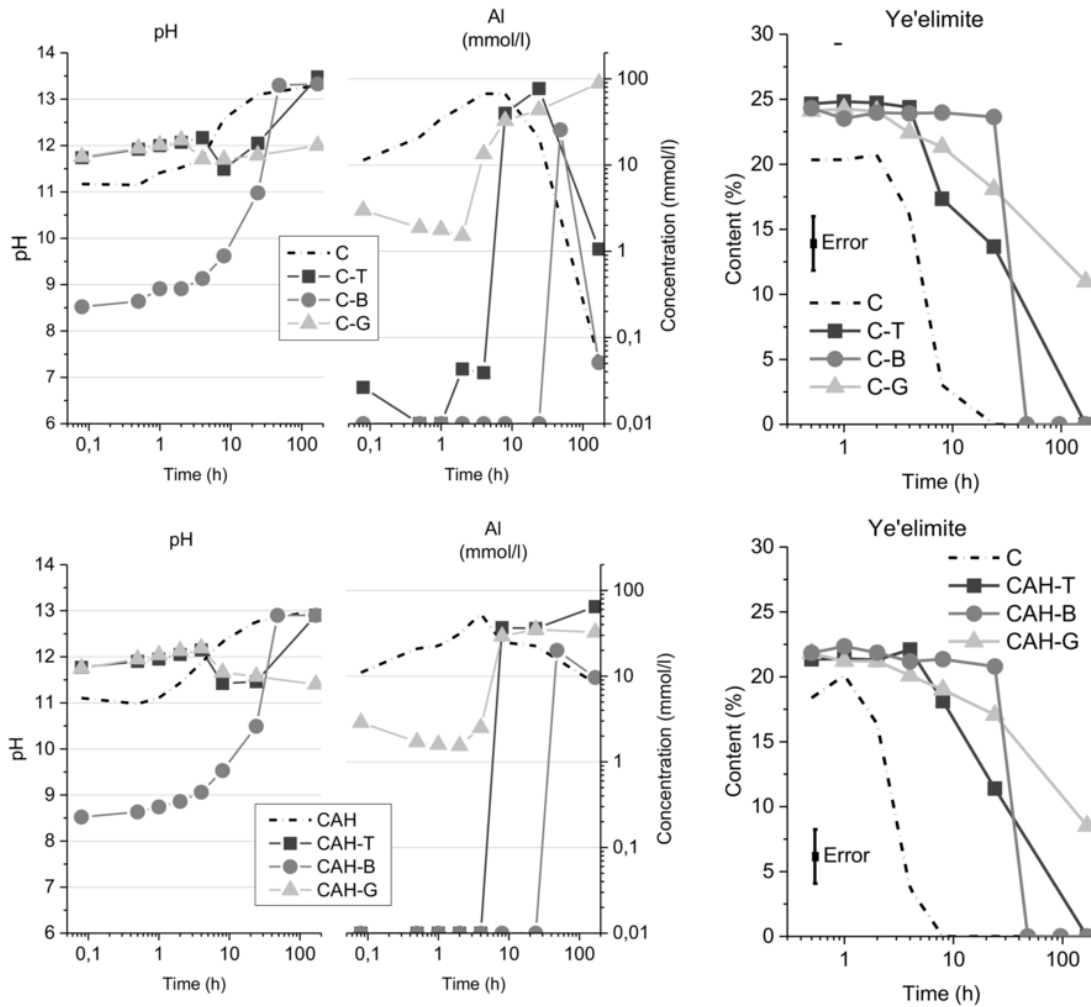 pH
Al
(mmol/l)
Ye'elimite
14
13
12
11
10
9
8
7
6
pH
0,1
1
10
100
Time (h)
C
C-T
C-B
C-G
100
10
1
0,1
0,01
Concentration (mmol/l)
0,1
1
10
100
Time (h)
30
25
20
15
10
5
0
Content (%)
Error
C
C-T
C-B
C-G
1
10
100
Time (h)
pH
Al
(mmol/l)
Ye'elimite
14
13
12
11
10
9
8
7
6
pH
0,1
1
10
100
Time (h)
CAH
CAH-T
CAH-B
CAH-G
100
10
1
0,1
0,01
Concentration (mmol/l)
0,1
1
10
100
Time (h)
30
25
20
15
10
5
0
Content (%)
C
CAH-T
CAH-B
CAH-G
Error
1
10
100
Time (h)